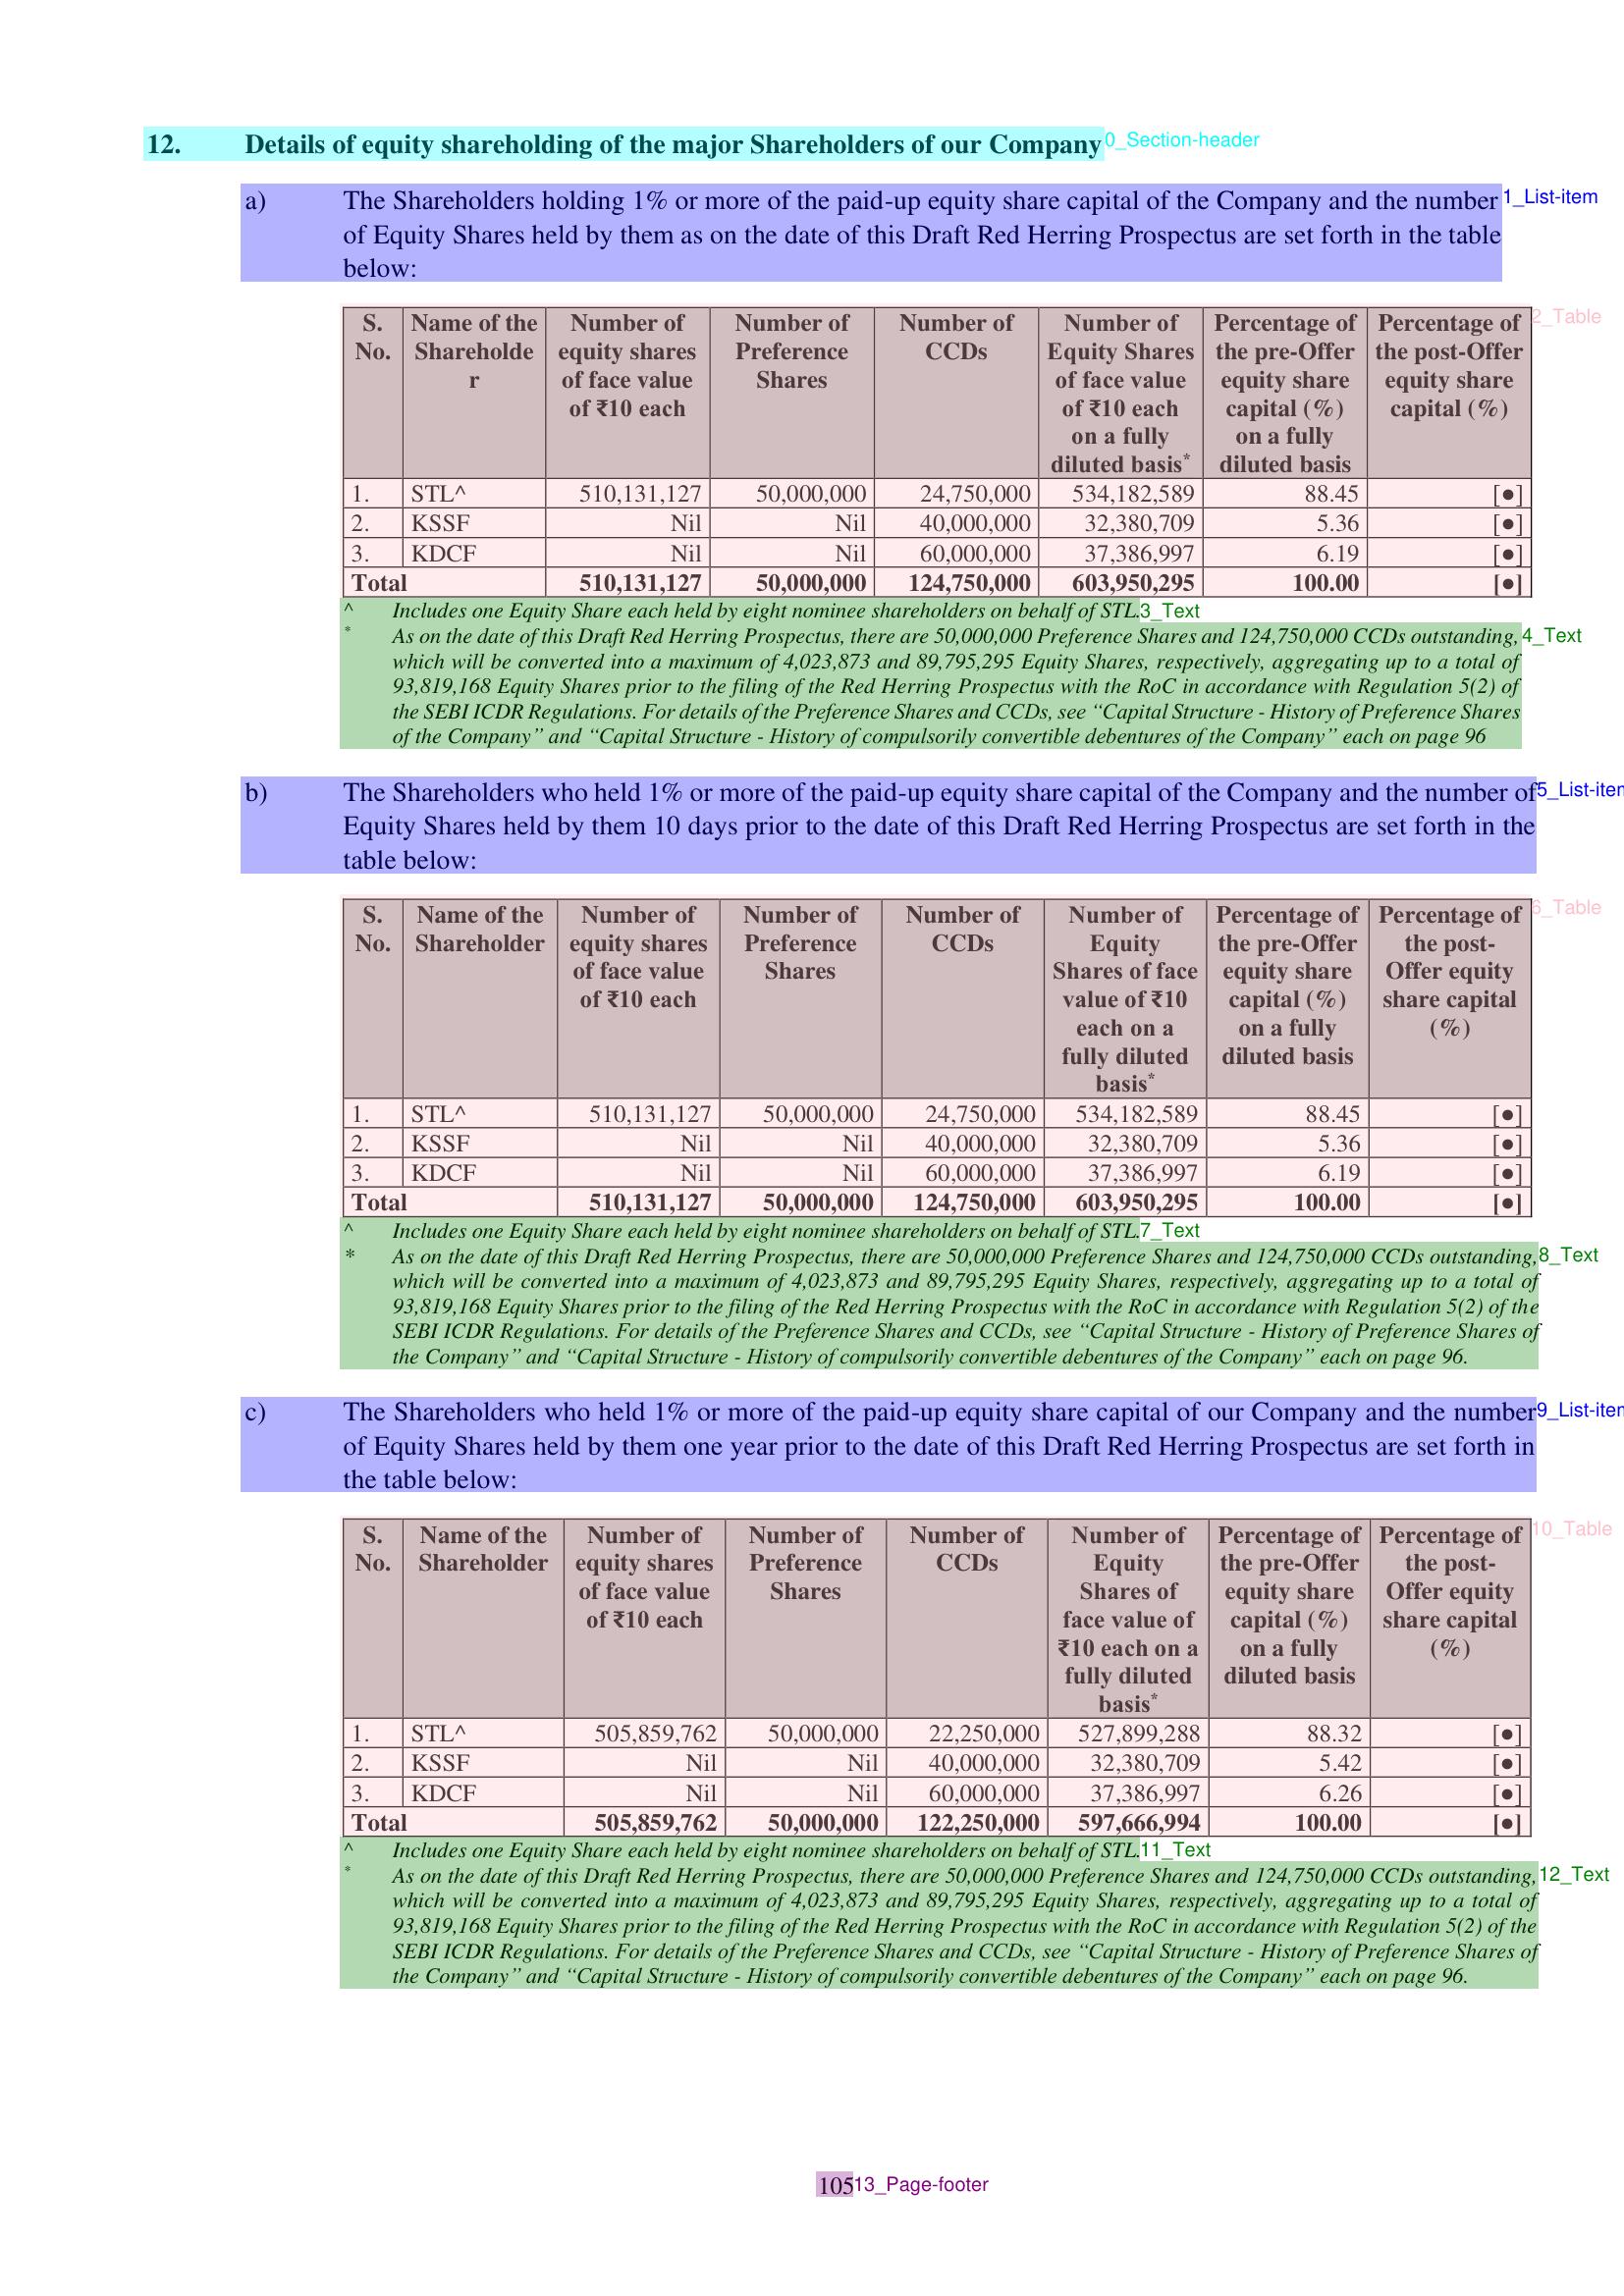 12. Details of equity shareholding of the major Shareholders of our Company 0_Section-header
a) The Shareholders holding 1% or more of the paid-up equity share capital of the Company and the number 1_List-item
of Equity Shares held by them as on the date of this Draft Red Herring Prospectus are set forth in the table
below:
2_Table
S. No. Name of the Shareholde r Number of equity shares of face value of ₹10 each Number of Preference Shares Number of CCDs Number of Equity Shares of face value of ₹10 each on a fully diluted basis* Percentage of the pre-Offer equity share capital (%) on a fully diluted basis Percentage of the post-Offer equity share capital (%)
1. STL^ 510,131,127 50,000,000 24,750,000 534,182,589 88.45 [●]
2. KSSF Nil Nil 40,000,000 32,380,709 5.36 [●]
3. KDCF Nil Nil 60,000,000 37,386,997 6.19 [●]
Total 510,131,127 50,000,000 124,750,000 603,950,295 100.00 [●]
^ Includes one Equity Share each held by eight nominee shareholders on behalf of STL. 3_Text
* As on the date of this Draft Red Herring Prospectus, there are 50,000,000 Preference Shares and 124,750,000 CCDs outstanding, 4_Text
which will be converted into a maximum of 4,023,873 and 89,795,295 Equity Shares, respectively, aggregating up to a total of
93,819,168 Equity Shares prior to the filing of the Red Herring Prospectus with the RoC in accordance with Regulation 5(2) of
the SEBI ICDR Regulations. For details of the Preference Shares and CCDs, see “Capital Structure - History of Preference Shares
of the Company” and “Capital Structure - History of compulsorily convertible debentures of the Company” each on page 96
b) The Shareholders who held 1% or more of the paid-up equity share capital of the Company and the number of 5_List-iten
Equity Shares held by them 10 days prior to the date of this Draft Red Herring Prospectus are set forth in the
table below:
6_Table
S. No. Name of the Shareholder Number of equity shares of face value of ₹10 each Number of Preference Shares Number of CCDs Number of Equity Shares of face value of ₹10 each on a fully diluted basis* Percentage of the pre-Offer equity share capital (%) on a fully diluted basis Percentage of the post- Offer equity share capital (%)
1. STL^ 510,131,127 50,000,000 24,750,000 534,182,589 88.45 [●]
2. KSSF Nil Nil 40,000,000 32,380,709 5.36 [●]
3. KDCF Nil Nil 60,000,000 37,386,997 6.19 [●]
Total 510,131,127 50,000,000 124,750,000 603,950,295 100.00 [●]
^ Includes one Equity Share each held by eight nominee shareholders on behalf of STL. 7_Text
* As on the date of this Draft Red Herring Prospectus, there are 50,000,000 Preference Shares and 124,750,000 CCDs outstanding, 8_Text
which will be converted into a maximum of 4,023,873 and 89,795,295 Equity Shares, respectively, aggregating up to a total of
93,819,168 Equity Shares prior to the filing of the Red Herring Prospectus with the RoC in accordance with Regulation 5(2) of the
SEBI ICDR Regulations. For details of the Preference Shares and CCDs, see “Capital Structure - History of Preference Shares of
the Company” and “Capital Structure - History of compulsorily convertible debentures of the Company” each on page 96.
c) The Shareholders who held 1% or more of the paid-up equity share capital of our Company and the number 9_List-iten
of Equity Shares held by them one year prior to the date of this Draft Red Herring Prospectus are set forth in
the table below:
10_Table
S. No. Name of the Shareholder Number of equity shares of face value of ₹10 each Number of Preference Shares Number of CCDs Number of Equity Shares of face value of ₹10 each on a fully diluted basis* Percentage of the pre-Offer equity share capital (%) on a fully diluted basis Percentage of the post- Offer equity share capital (%)
1. STL^ 505,859,762 50,000,000 22,250,000 527,899,288 88.32 [●]
2. KSSF Nil Nil 40,000,000 32,380,709 5.42 [●]
3. KDCF Nil Nil 60,000,000 37,386,997 6.26 [●]
Total 505,859,762 50,000,000 122,250,000 597,666,994 100.00 [●]
^ Includes one Equity Share each held by eight nominee shareholders on behalf of STL. 11_Text
* As on the date of this Draft Red Herring Prospectus, there are 50,000,000 Preference Shares and 124,750,000 CCDs outstanding, 12_Text
which will be converted into a maximum of 4,023,873 and 89,795,295 Equity Shares, respectively, aggregating up to a total of
93,819,168 Equity Shares prior to the filing of the Red Herring Prospectus with the RoC in accordance with Regulation 5(2) of the
SEBI ICDR Regulations. For details of the Preference Shares and CCDs, see “Capital Structure - History of Preference Shares of
the Company” and “Capital Structure - History of compulsorily convertible debentures of the Company” each on page 96.
105 13_Page-footer